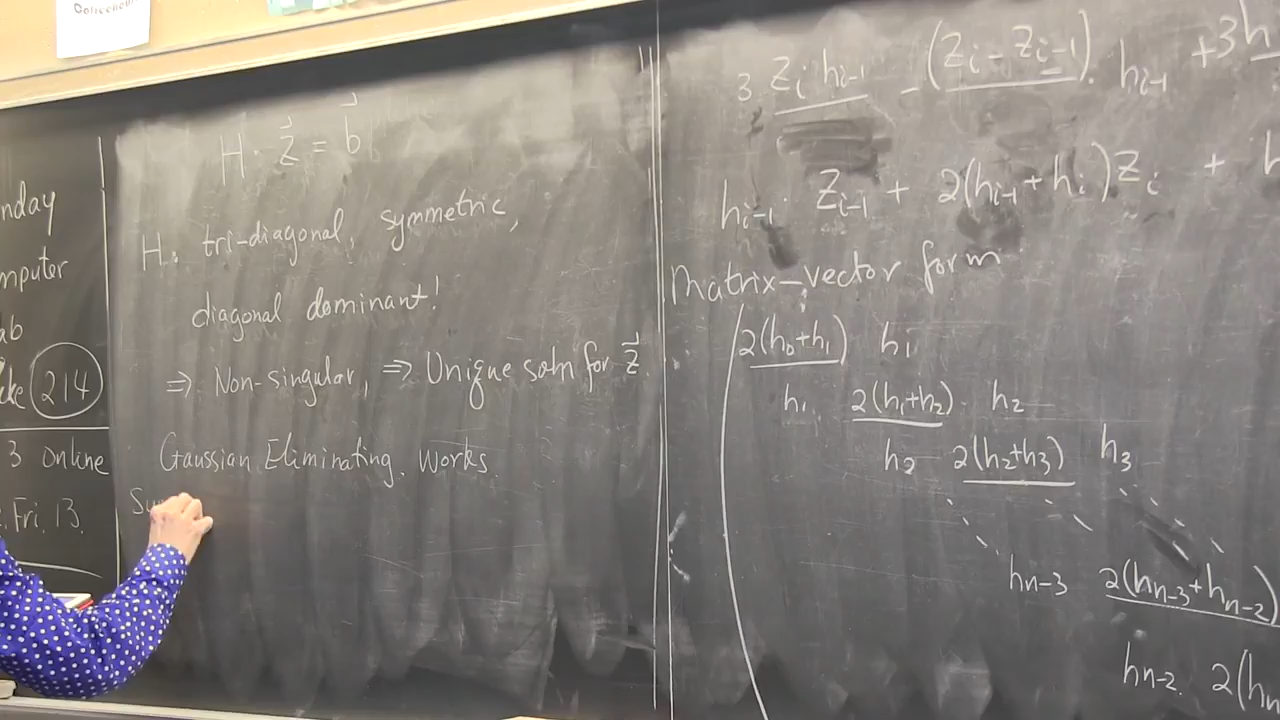 nday
mputer
ab
214
3 online
Fri. 13.
H · z⃗ = b⃗
H: tri-diagonal, symmetric,
diagonal dominant!
⇒ Non-singular, ⇒ Unique soln for z⃗.
Gaussian Eliminating. Works.
Su
3. z_i h_{i-1} - (z_i - z_{i-1}) · h_{i-1} + 3h
h_{i-1} · z_{i-1} + 2(h_{i-1} + h_i) z_i + h
Matrix-vector form
2(h_0+h_1) h_1
h_1 2(h_1+h_2) h_2
h_2 2(h_2+h_3) h_3
h_{n-3} 2(h_{n-3}+h_{n-2})
h_{n-2} 2(h_n